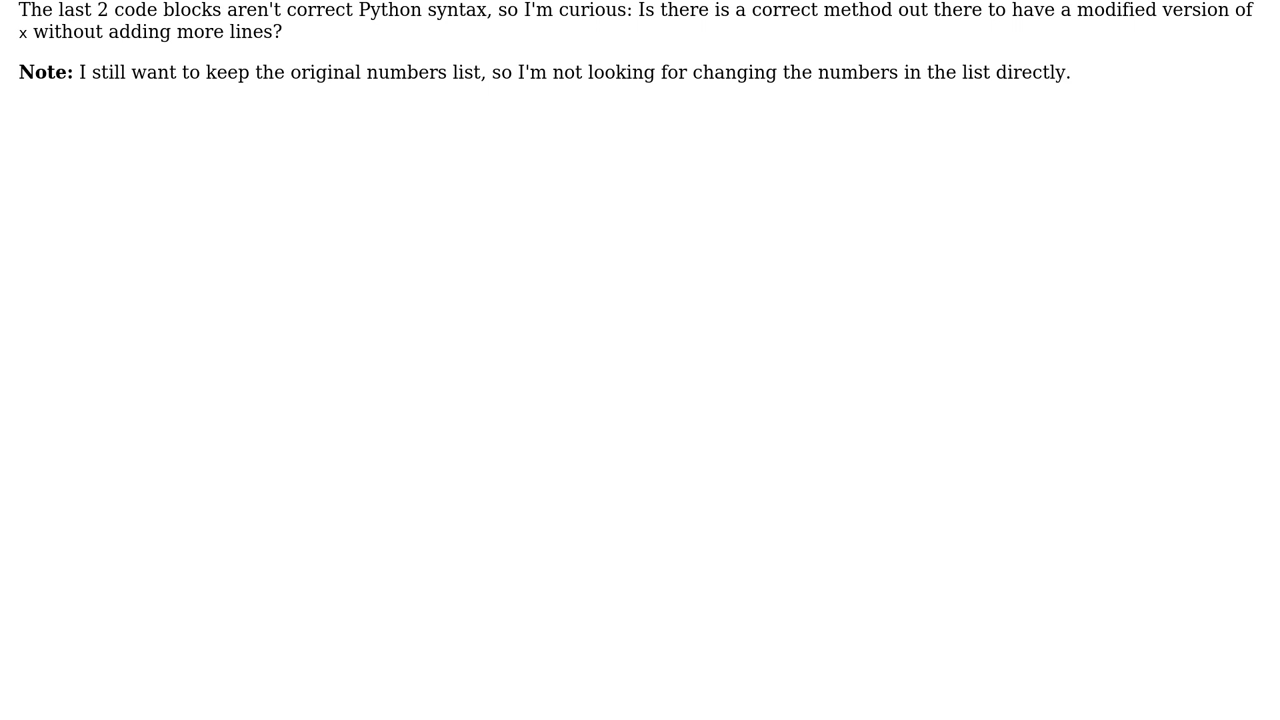 The last 2 code blocks aren't correct Python syntax, so I'm curious: Is there is a correct method out there to have a modified version of
x without adding more lines?
Note: I still want to keep the original numbers list, so I'm not looking for changing the numbers in the list directly.